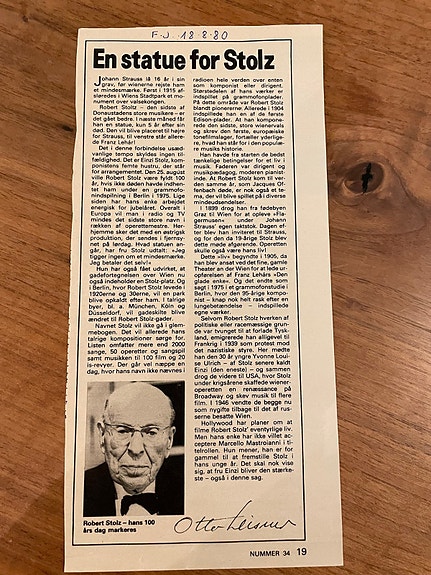 F.J. 18-8-80
En statue for Stolz
Johann Strauss lå 16 år i sin
grav, før wienerne rejste ham
et mindesmærke. Først i 1915 af-
sløredes i Wiens Stadtpark et mo-
nument over valsekongen.
Robert Stolz – den sidste af
Donaustadens store musikere – er
det gået bedre. I næste måned får
han en statue, kun 5 år efter sin
død. Den vil blive placeret til højre
for Strauss, til venstre står aller-
ede Franz Lehár!
Det i denne forbindelse usæd-
vanlige tempo skyldes ingen til-
fældighed. Det er Einzi Stolz, kom-
ponistens femte hustru, der står
for arrangementet. Den 25. august
ville Robert Stolz være fyldt 100
år, hvis ikke døden havde indhen-
tet ham under en grammofon-
indspilning i Berlin i 1975. Lige
siden har hans enke arbejdet
energisk for jubelåret. Overalt i
Europa vil man i radio og TV
mindes det sidste store navn i
rækken af operettemestre. Her-
hjemme sker det med en østrigsk
produktion, der sendes i fjernsy-
net på lørdag. Hvad statuen an-
går, har fru Stolz udtalt: »Jeg
tigger ingen om et mindesmærke.
Jeg betaler det selv!«
Hun har også fået udvirket, at
gadefortegnelsen over Wien nu
også indeholder en Stolz-plats. Og
i Berlin, hvor Robert Stolz levede i
1920erne og 30erne, vil en park
blive opkaldt efter ham. I talrige
byer, bl. a. München, Köln og
Düsseldorf, vil gadeskilte blive
ændret til Robert Stolz-gader.
Navnet Stolz vil ikke gå i glem-
mebogen. Det vil allerede hans
talrige kompositioner sørge for.
Listen omfatter mere end 2000
sange, 50 operetter og sangspil
samt musikken til 100 film og 20
is-revyer. Der går vel næppe en
dag, hvor hans navn ikke nævnes i
radioen hele verden over enten
som komponist eller dirigent.
Størstedelen af hans værker er
indspillet på grammofonplader.
På dette område var Robert Stolz
blandt pionererne. Allerede i 1904
indspillede han en af de første
Edison-plader. At han kompone-
rede den sidste, store wienervals
og skrev den første, europæiske
tonefilmslager, fortæller yderlige-
re, hvad han står for i den populæ-
re musiks historie.
Han havde fra starten de bedst
tænkelige betingelser for et liv i
musik. Faderen var dirigent og
musikpædagog, moderen pianist-
inde. At Robert Stolz kom til ver-
den samme år, som Jacques Of-
fenbach døde, er nok også et te-
ma, der vil blive spillet på i diverse
mindeudsendelser.
I 1899 drog han fra fødebyen
Graz til Wien for at opleve »Fla-
germusen« under Johann
Strauss' egen taktstok. Dagen ef-
ter blev han inviteret til Strauss,
og for den da 19-årige Stolz blev
dette møde afgørende. Operetten
skulle også være hans liv!
Dette »liv« begyndte i 1905, da
han blev ansat ved det fine, gamle
Theater an der Wien for at lede ur-
opførelsen af Franz Lehárs »Den
glade enke«. Og det endte som
sagt i 1975 i et grammofonstudie i
Berlin, hvor den 95-årige kompo-
nist – knap nok helt rask efter en
lungebetændelse – indspillede
egne værker.
Selvom Robert Stolz hverken af
politiske eller racemæssige grun-
de var tvunget til at forlade Tysk-
land, emigrerede han alligevel til
Frankrig i 1939 som protest mod
det nazistiske styre. Her mødte
han den 30 år yngre Yvonne Loui-
se Ulrich – af Stolz senere kaldt
Einzi (den eneste) – og sammen
drog de videre til USA, hvor Stolz
under krigsårene skaffede wiener-
operetten en renæssance på
Broadway og skrev musik til flere
film. I 1946 vendte de begge nu
som nygifte tilbage til det af rus-
serne besatte Wien.
Hollywood har planer om at
filme Robert Stolz' eventyrlige liv.
Men hans enke har ikke villet acc-
eptere Marcello Mastroianni i ti-
telrollen. Hun mener, han er for
gammel til at fremstille Stolz i
hans unge år. Det skal nok vise
sig, at fru Einzi bliver den stærke-
ste – også i denne sag.
Robert Stolz – hans 100
års dag markeres
Otto Leisner
NUMMER 34 19